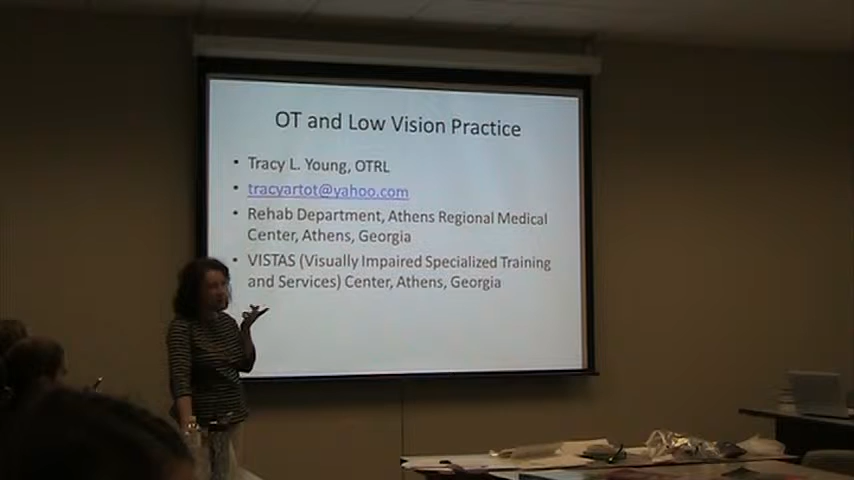 OT and Low Vision Practice
• Tracy L. Young, OTRL
• tracyartot@yahoo.com
• Rehab Department, Athens Regional Medical
Center, Athens, Georgia
• VISTAS (Visually Impaired Specialized Training
and Services) Center, Athens, Georgia